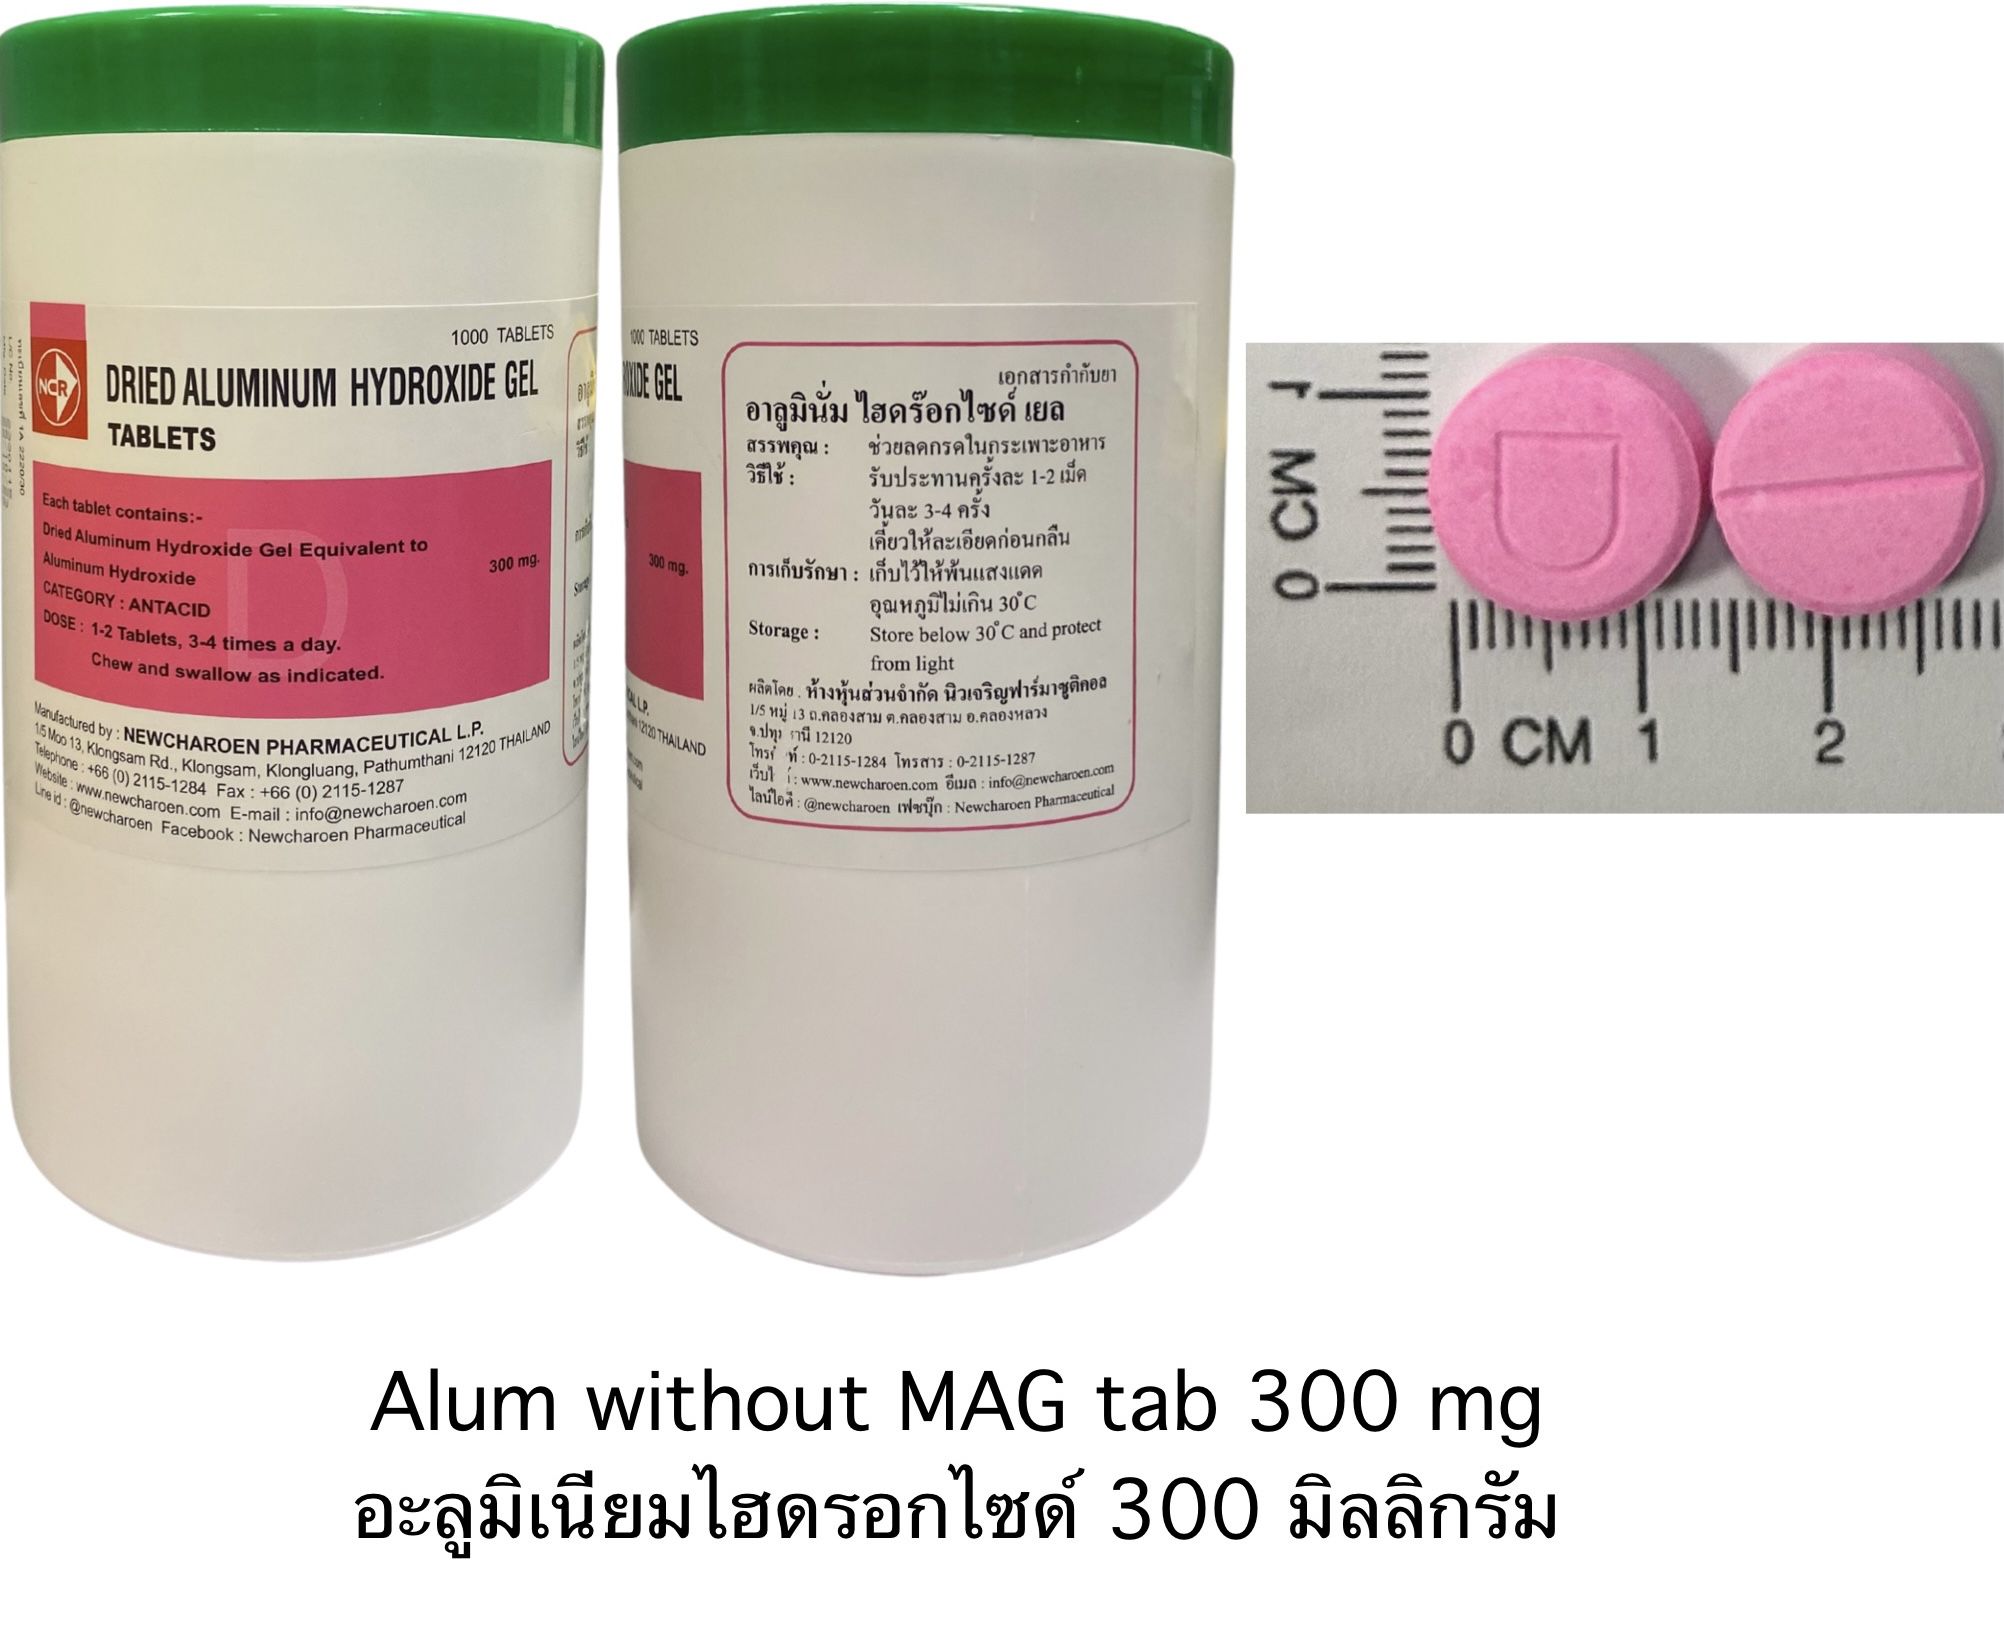 1000 TABLETS
NCR
DRIED ALUMINUM HYDROXIDE GEL
TABLETS
Each tablet contains:-
Dried Aluminum Hydroxide Gel Equivalent to
Aluminum Hydroxide 300 mg.
CATEGORY : ANTACID
DOSE : 1-2 Tablets, 3-4 times a day.
Chew and swallow as indicated.
D
Manufactured by : NEWCHAROEN PHARMACEUTICAL L.P.
1/5 Moo 13, Klongsam Rd., Klongsam, Klongluang, Pathumthani 12120 THAILAND
Telephone : +66 (0) 2115-1284 Fax : +66 (0) 2115-1287
Website : www.newcharoen.com E-mail : info@newcharoen.com
Line id : @newcharoen Facebook : Newcharoen Pharmaceutical
1000 TABLETS
GEL
300 mg.
L.P.
12120 THAILAND
เอกสารกำกับยา
อาลูมินั่ม ไฮดร๊อกไซด์ เยล
สรรพคุณ : ช่วยลดกรดในกระเพาะอาหาร
วิธีใช้ : รับประทานครั้งละ 1-2 เม็ด
วันละ 3-4 ครั้ง
เคี้ยวให้ละเอียดก่อนกลืน
การเก็บรักษา : เก็บไว้ให้พ้นแสงแดด
อุณหภูมิไม่เกิน 30°C
Storage : Store below 30°C and protect
from light
ผลิตโดย : ห้างหุ้นส่วนจำกัด นิวเจริญฟาร์มาซูติคอล
1/5 หมู่ 13 ถ.คลองสาม ต.คลองสาม อ.คลองหลวง
12120
: 0-2115-1284 โทรสาร : 0-2115-1287
: www.newcharoen.com อีเมล : info@newcharoen.com
ไลน์ไอดี : @newcharoen เฟซบุ๊ก : Newcharoen Pharmaceutical
1
CM
0
D
0 CM 1 2
Alum without MAG tab 300 mg
อะลูมิเนียมไฮดรอกไซด์ 300 มิลลิกรัม